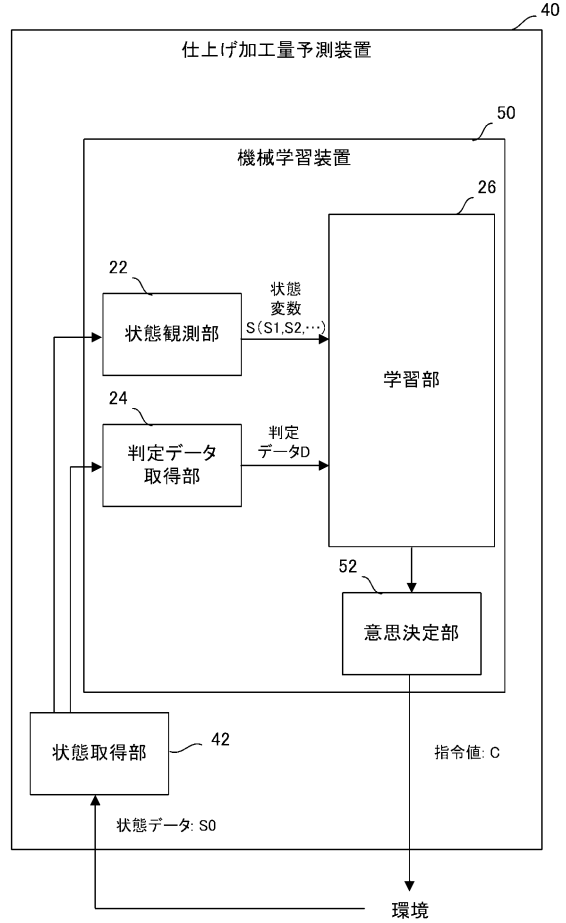 40
仕上げ加工量予測装置
50
機械学習装置
26
22
状態
変数
S(S1,S2,…)
状態観測部
学習部
24
判定
データD
判定データ
取得部
52
意思決定部
42
状態取得部
指令値: C
状態データ: S0
環境